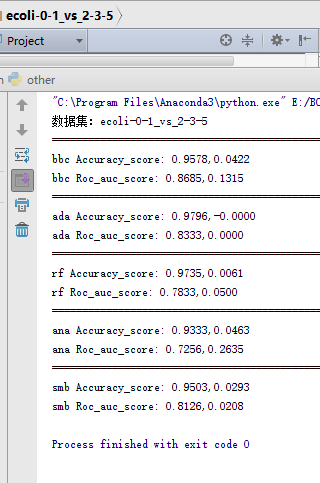 ecoli-0-1_vs_2-3-5
Project
other
"C:\Program Files\Anaconda3\python.exe" E:/BO
数据集: ecoli-0-1_vs_2-3-5
bbc Accuracy_score: 0.9578,0.0422
bbc Roc_auc_score: 0.8685,0.1315
ada Accuracy_score: 0.9796,-0.0000
ada Roc_auc_score: 0.8333,0.0000
rf Accuracy_score: 0.9735,0.0061
rf Roc_auc_score: 0.7833,0.0500
ana Accuracy_score: 0.9333,0.0463
ana Roc_auc_score: 0.7256,0.2635
smb Accuracy_score: 0.9503,0.0293
smb Roc_auc_score: 0.8126,0.0208
Process finished with exit code 0